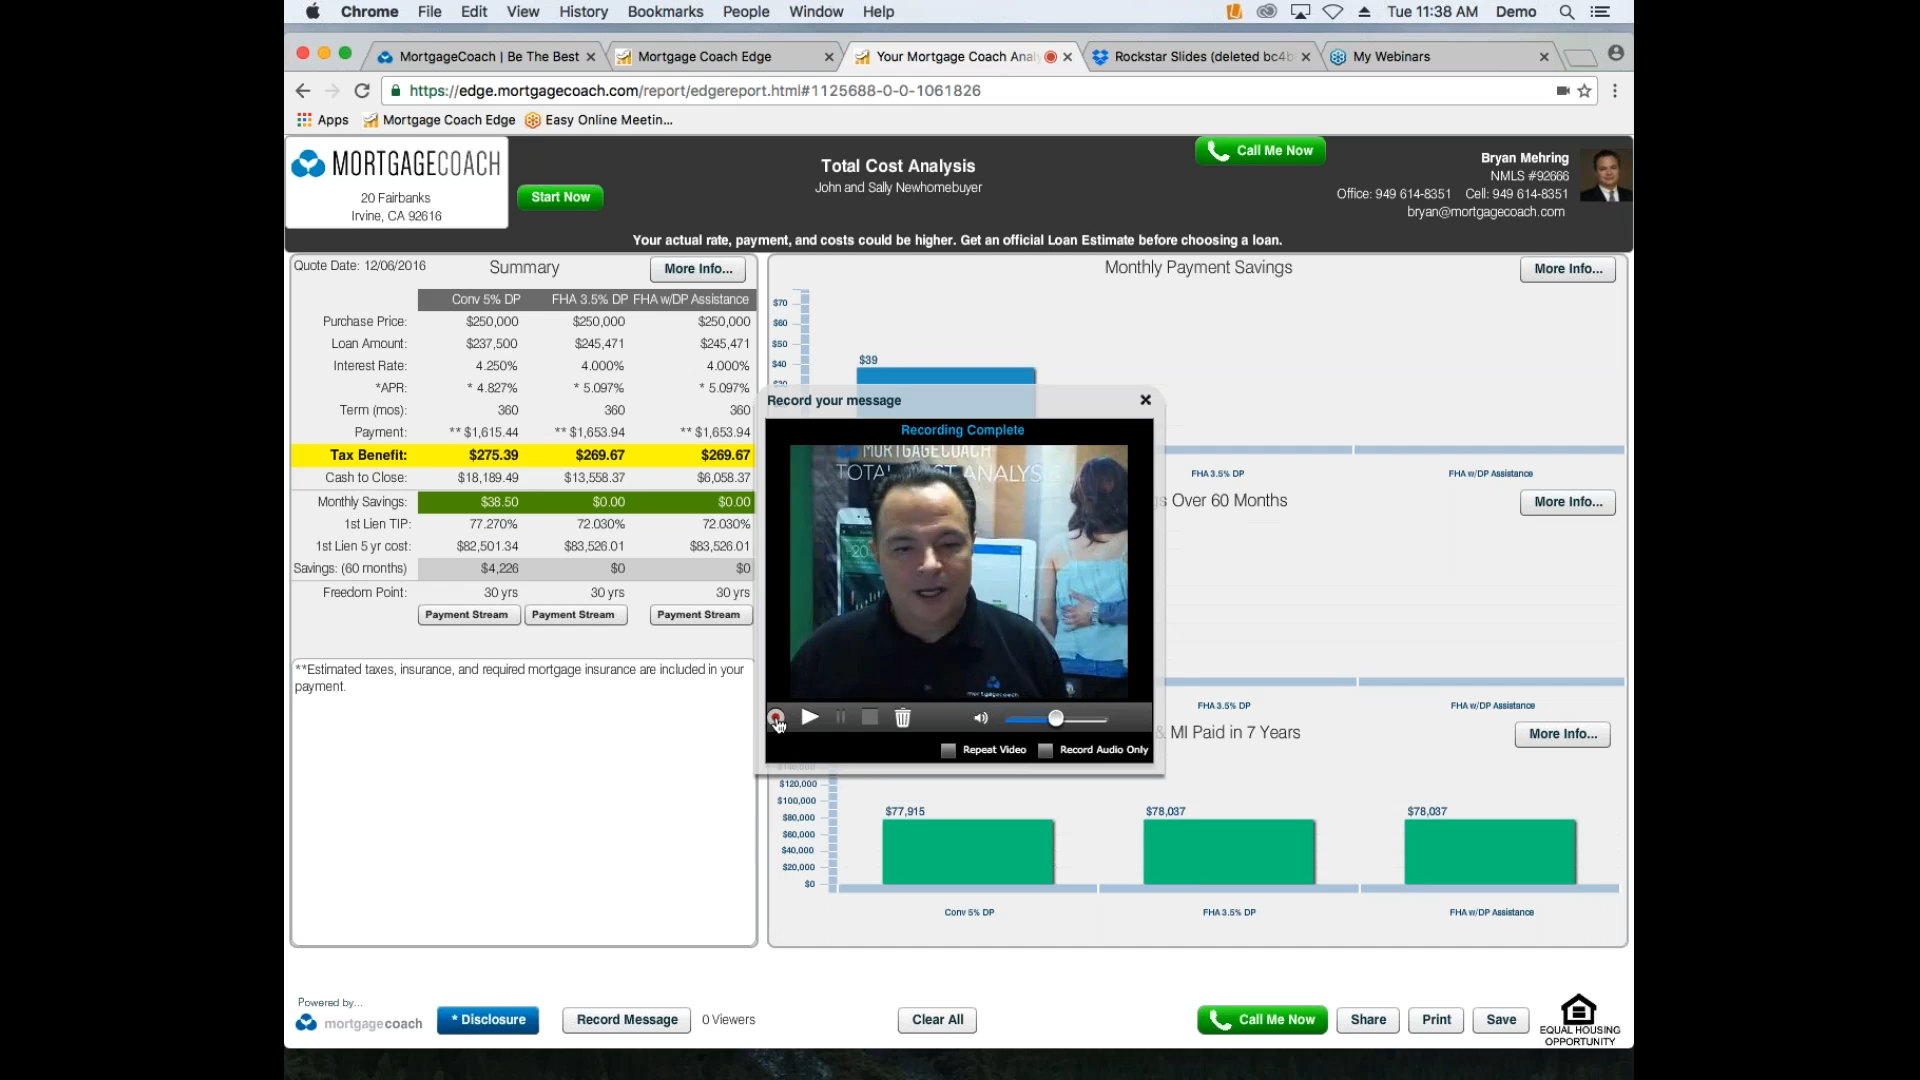 Chrome File Edit View History Bookmarks People Window Help
Tue 11:38 AM Demo
MortgageCoach | Be The Best
Mortgage Coach Edge
Your Mortgage Coach Anal
Rockstar Slides (deleted bc4b
My Webinars
https://edge.mortgagecoach.com/report/edgereport.html#1125688-0-0-1061826
Apps Mortgage Coach Edge Easy Online Meetin...
MORTGAGECOACH
20 Fairbanks
Irvine, CA 92616
Start Now
Total Cost Analysis
John and Sally Newhomebuyer
Call Me Now
Bryan Mehring
NMLS #92666
Office: 949 614-8351 Cell: 949 614-8351
bryan@mortgagecoach.com
Your actual rate, payment, and costs could be higher. Get an official Loan Estimate before choosing a loan.
Quote Date: 12/06/2016 Summary More Info...
Conv 5% DP FHA 3.5% DP FHA w/DP Assistance
Purchase Price: $250,000 $250,000 $250,000
Loan Amount: $237,500 $245,471 $245,471
Interest Rate: 4.250% 4.000% 4.000%
*APR: * 4.827% * 5.097% * 5.097%
Term (mos): 360 360 360
Payment: ** $1,615.44 ** $1,653.94 ** $1,653.94
Tax Benefit: $275.39 $269.67 $269.67
Cash to Close: $18,189.49 $13,558.37 $6,058.37
Monthly Savings: $38.50 $0.00 $0.00
1st Lien TIP: 77.270% 72.030% 72.030%
1st Lien 5 yr cost: $82,501.34 $83,526.01 $83,526.01
Savings: (60 months) $4,226 $0 $0
Freedom Point: 30 yrs 30 yrs 30 yrs
Payment Stream Payment Stream Payment Stream
**Estimated taxes, insurance, and required mortgage insurance are included in your
payment.
Monthly Payment Savings More Info...
$70
$60
$50
$40
$39
FHA 3.5% DP FHA w/DP Assistance
Over 60 Months More Info...
FHA 3.5% DP FHA w/DP Assistance
MI Paid in 7 Years More Info...
$120,000
$100,000
$80,000
$60,000
$40,000
$20,000
$0
$77,915 $78,037 $78,037
Conv 5% DP FHA 3.5% DP FHA w/DP Assistance
Record your message
Recording Complete
MORTGAGECOACH
ANALYS
mortgagecoach
Repeat Video Record Audio Only
Powered by...
mortgagecoach
* Disclosure Record Message 0 Viewers Clear All Call Me Now Share Print Save
EQUAL HOUSING
OPPORTUNITY